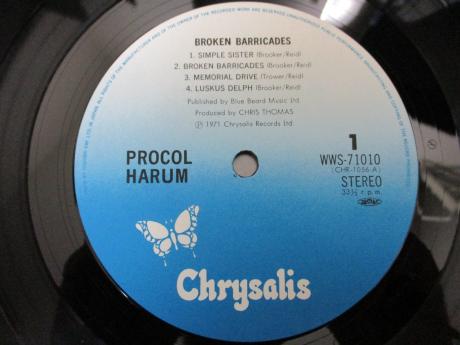 BROKEN BARRICADES
1. SIMPLE SISTER (Brooker/Reid)
2. BROKEN BARRICADES (Brooker/Reid)
3. MEMORIAL DRIVE (Trower/Reid)
4. LUSKUS DELPH (Brooker/Reid)
Published by Blue Beard Music Ltd
Produced by CHRIS THOMAS
Ⓟ 1971 Chrysalis Records Ltd.
PROCOL
HARUM
1
WWS-71010
(CHR-1056-A)
STEREO
33⅓ r.p.m.
Chrysalis